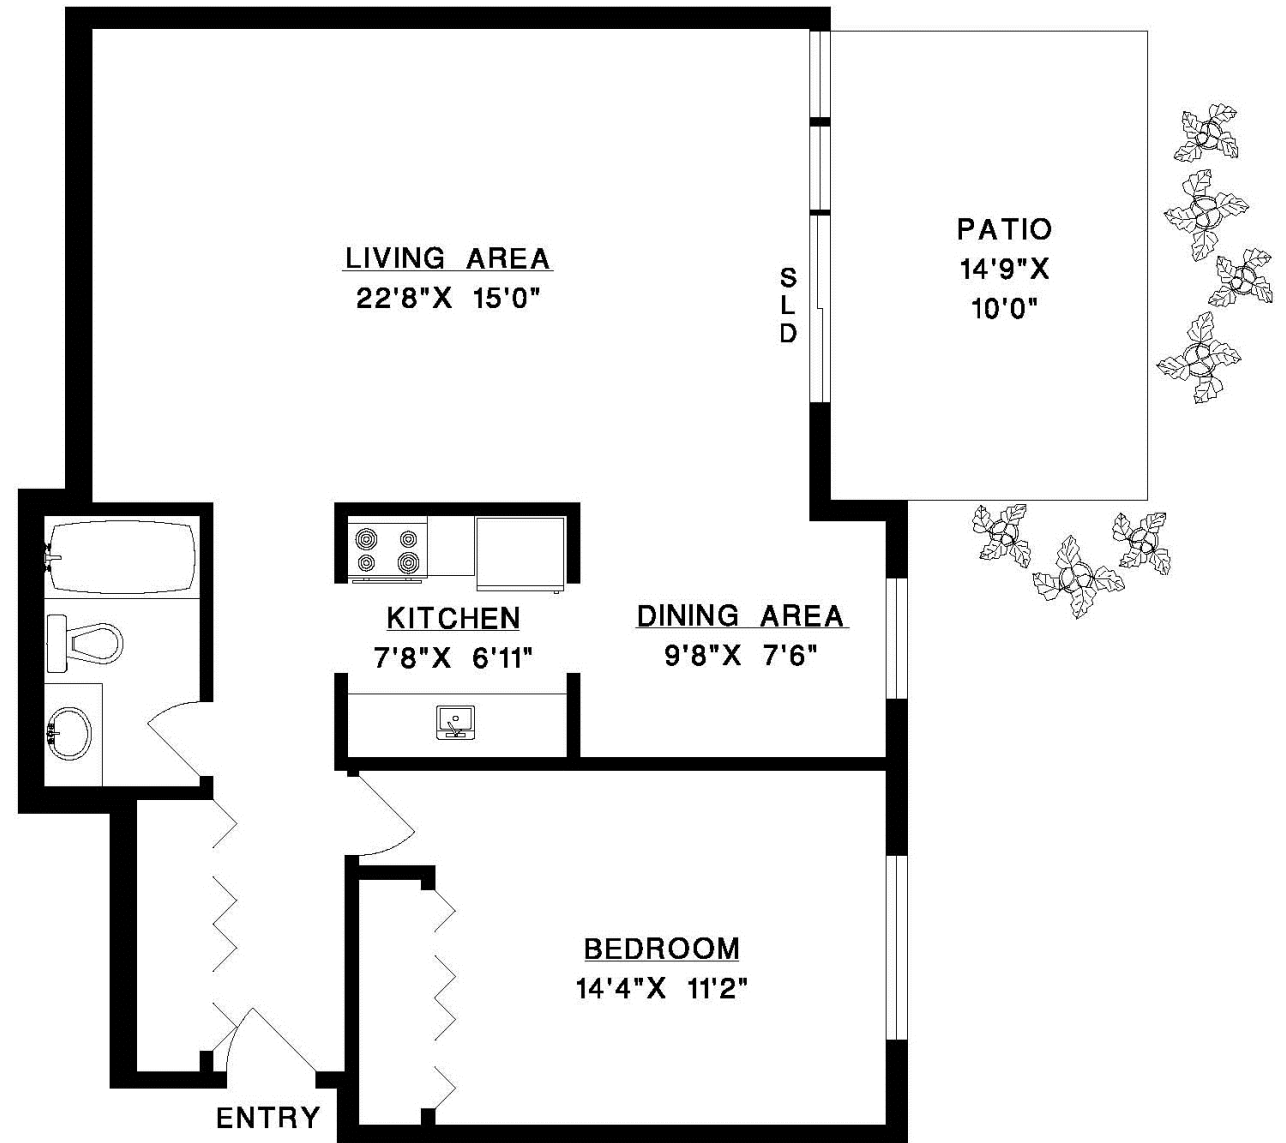 LIVING AREA
22'8"X 15'0"
SLD
PATIO
14'9"X
10'0"
KITCHEN
7'8"X 6'11"
DINING AREA
9'8"X 7'6"
BEDROOM
14'4"X 11'2"
ENTRY